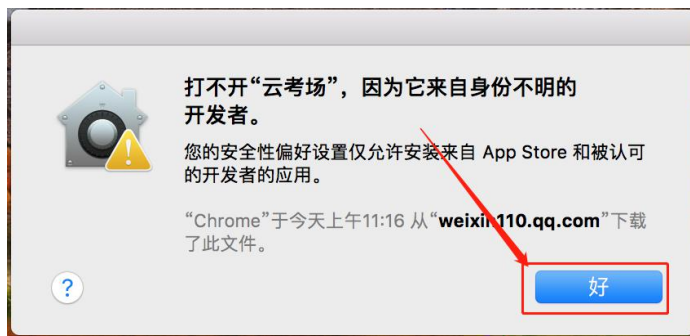 打不开“云考场”，因为它来自身份不明的
开发者。
您的安全性偏好设置仅允许安装来自 App Store 和被认可
的开发者的应用。
“Chrome”于今天上午11:16 从“weixin110.qq.com”下载
了此文件。
?
好